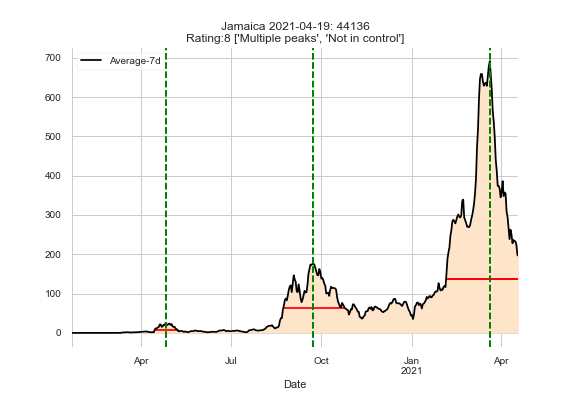 Jamaica 2021-04-19: 44136
Rating:8 ['Multiple peaks', 'Not in control']
Average-7d
700
600
500
400
300
200
100
0
Apr
Jul
Oct
Jan
2021
Apr
Date